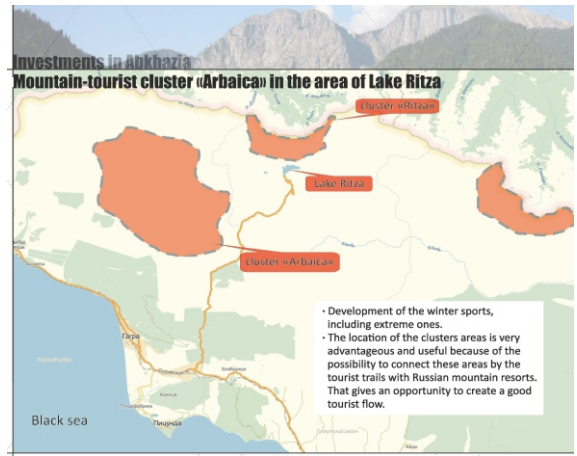 Investments in Abkhazia
Mountain-tourist cluster «Arbaica» in the area of Lake Ritza
cluster «Ritza»
Lake Ritza
cluster «Arbaica»
Гагра
Пицунда
Black sea
· Development of the winter sports,
including extreme ones.
· The location of the clusters areas is very
advantageous and useful because of the
possibility to connect these areas by the
tourist trails with Russian mountain resorts.
That gives an opportunity to create a good
tourist flow.